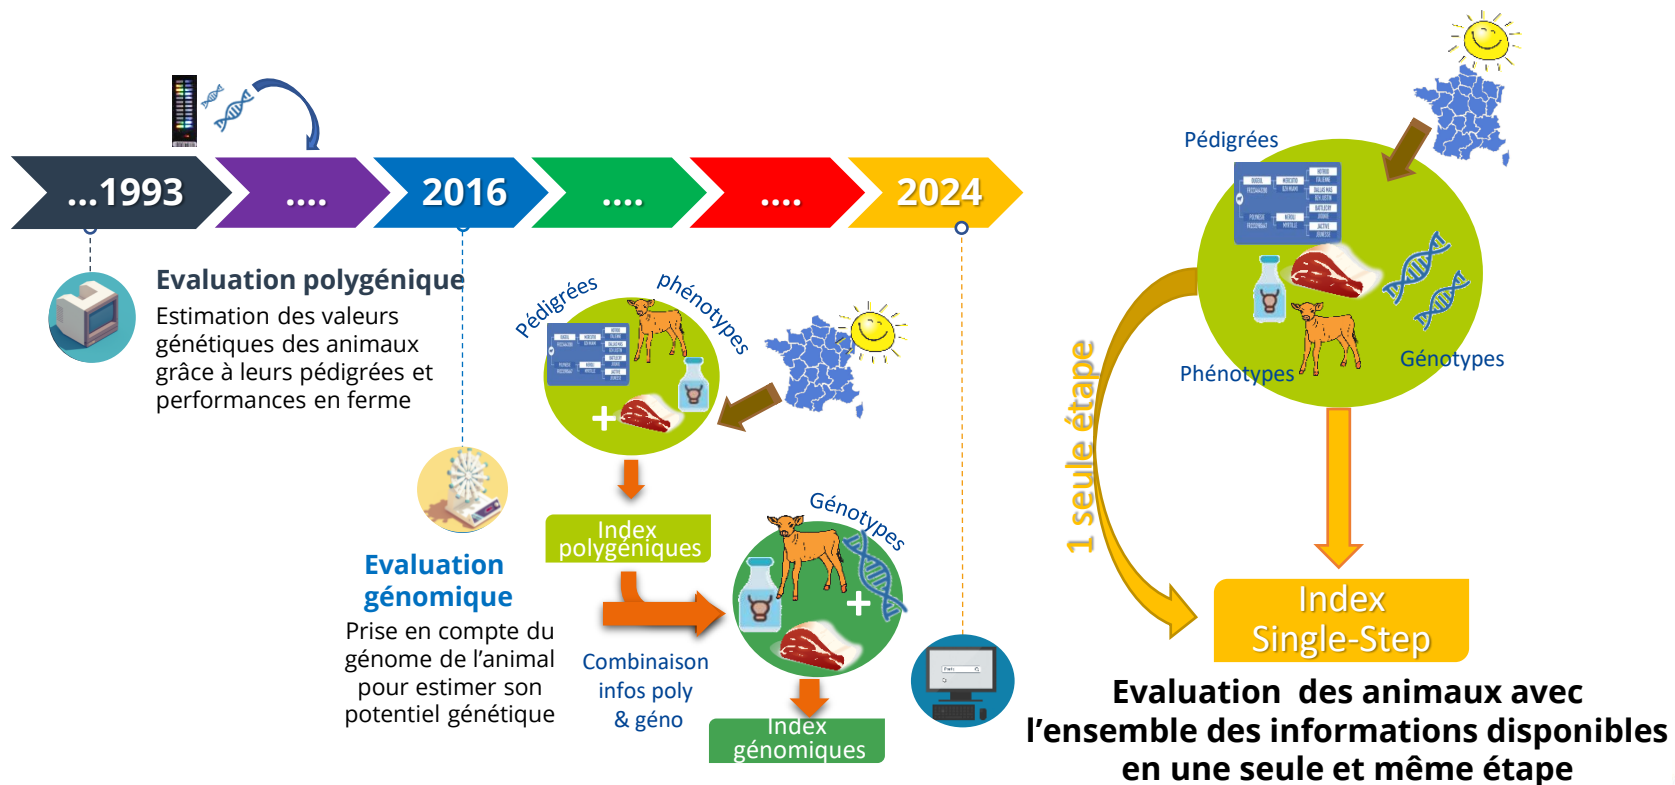 ...1993
....
2016
....
....
2024
Evaluation polygénique
Estimation des valeurs
génétiques des animaux
grâce à leurs pédigrées et
performances en ferme
Evaluation
génomique
Prise en compte du
génome de l'animal
pour estimer son
potentiel génétique
Pédigrées
phénotypes
+
Index
polygéniques
Combinaison
infos poly
& géno
Génotypes
+
Index
génomiques
Pédigrées
Phénotypes
Génotypes
1 seule étape
Index
Single-Step
Evaluation des animaux avec
l'ensemble des informations disponibles
en une seule et même étape